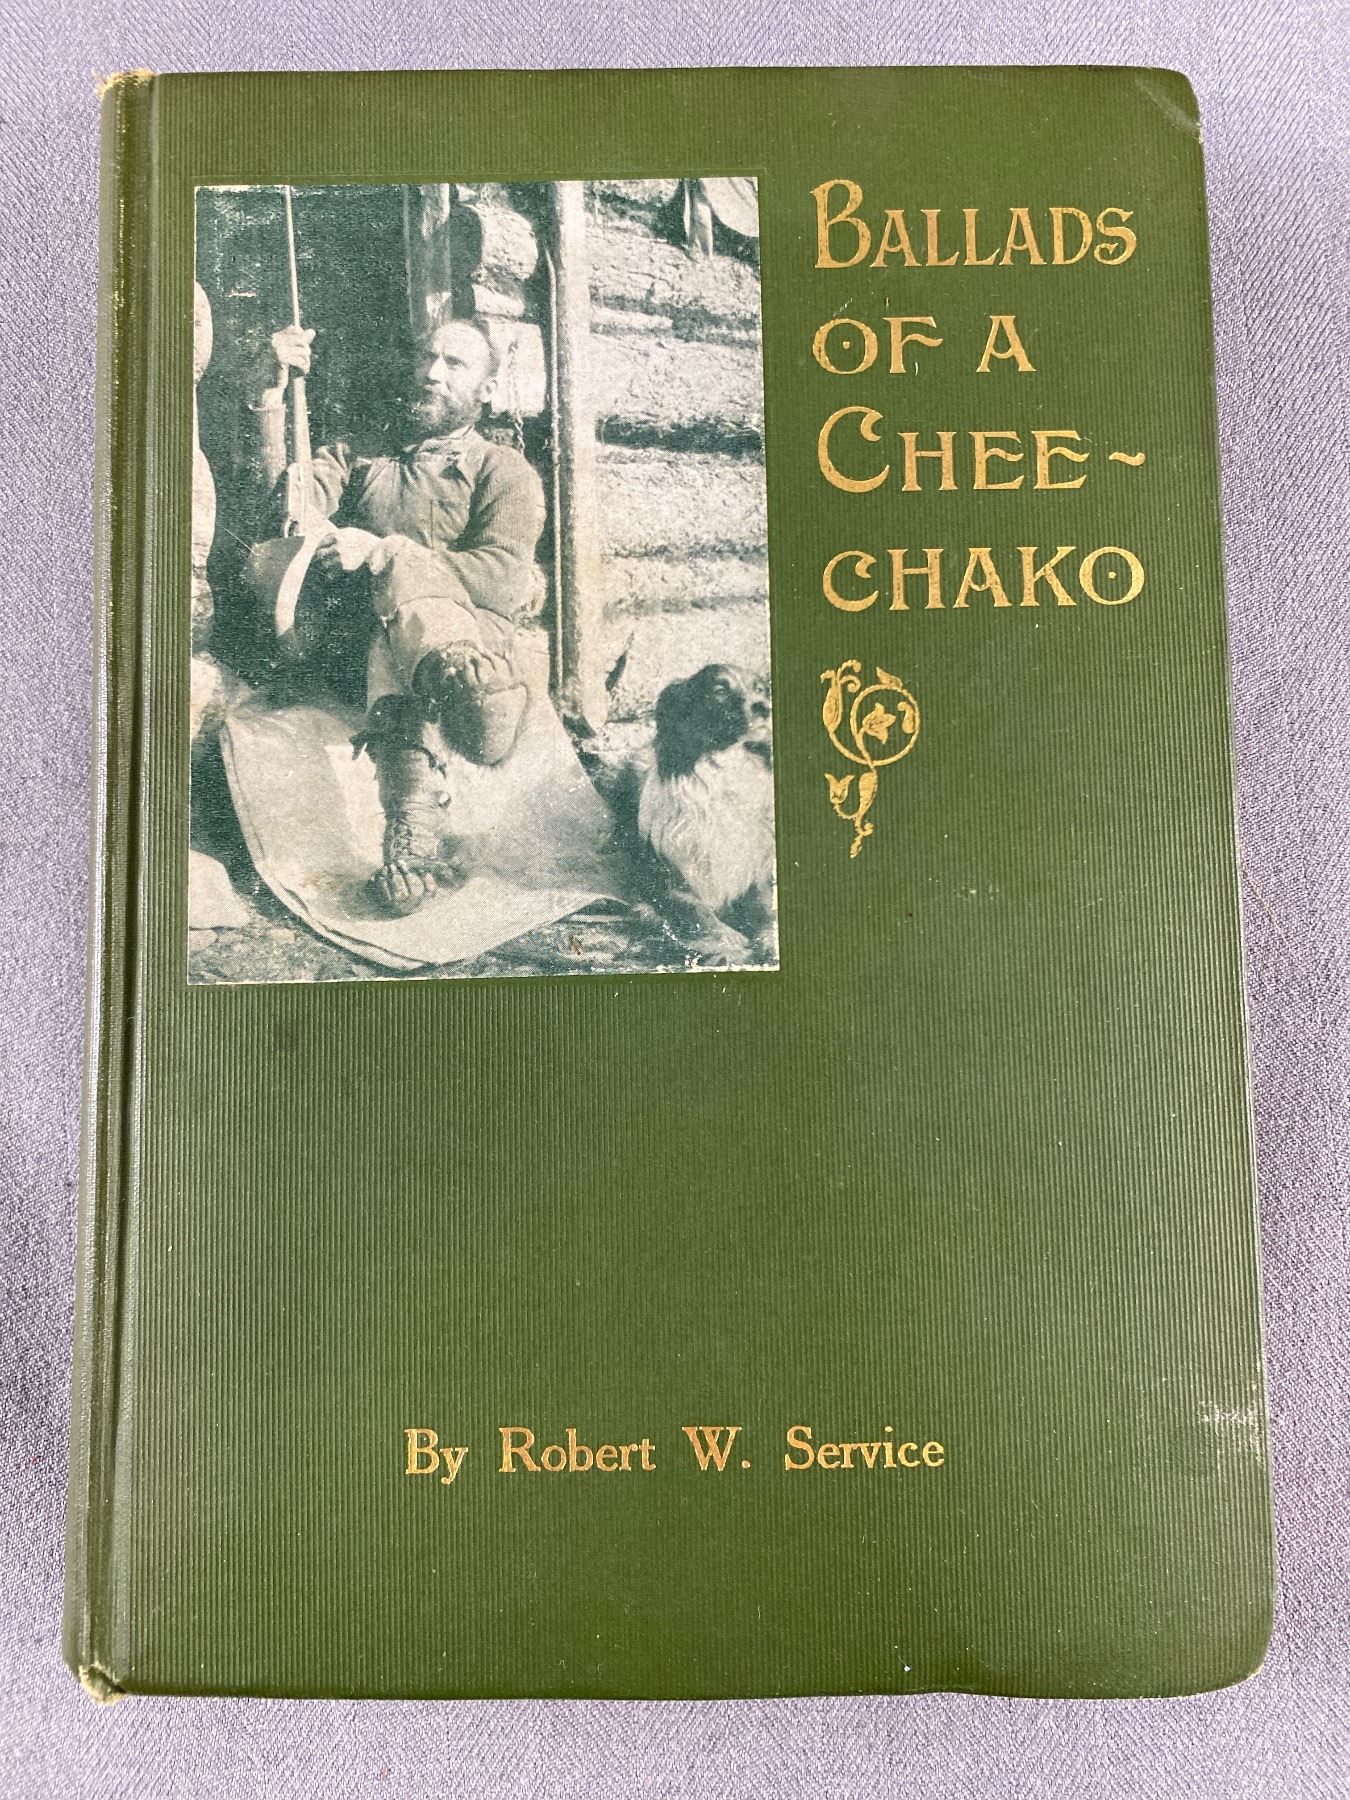 BALLADS
OF A
CHEE~
CHAKO
By Robert W. Service